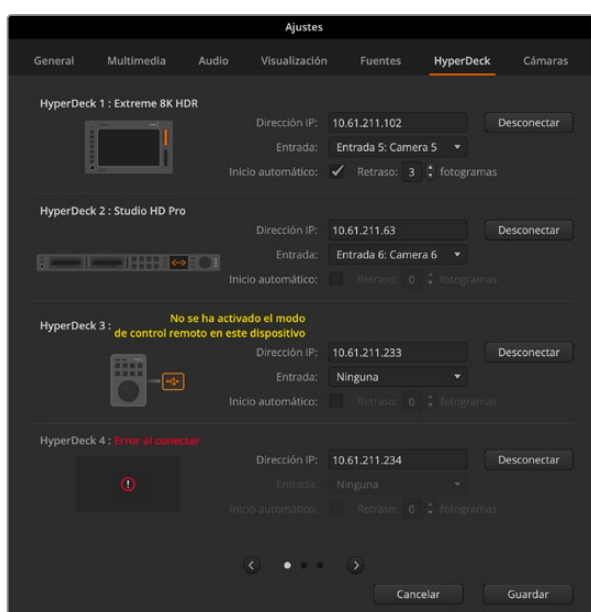 Ajustes
General Multimedia Audio Visualización Fuentes HyperDeck Cámaras
HyperDeck 1 : Extreme 8K HDR
Dirección IP: 10.61.211.102 Desconectar
Entrada: Entrada 5: Camera 5
Inicio automático: Retraso: 3 fotogramas
HyperDeck 2 : Studio HD Pro
Dirección IP: 10.61.211.63 Desconectar
Entrada: Entrada 6: Camera 6
Inicio automático: Retraso: 0 fotogramas
HyperDeck 3 : No se ha activado el modo
de control remoto en este dispositivo
Dirección IP: 10.61.211.233 Desconectar
Entrada: Ninguna
Inicio automático: Retraso: 0 fotogramas
HyperDeck 4 : Error al conectar
Dirección IP: 10.61.211.234 Desconectar
Entrada: Ninguna
Inicio automático: Retraso: 0 fotogramas
Cancelar Guardar